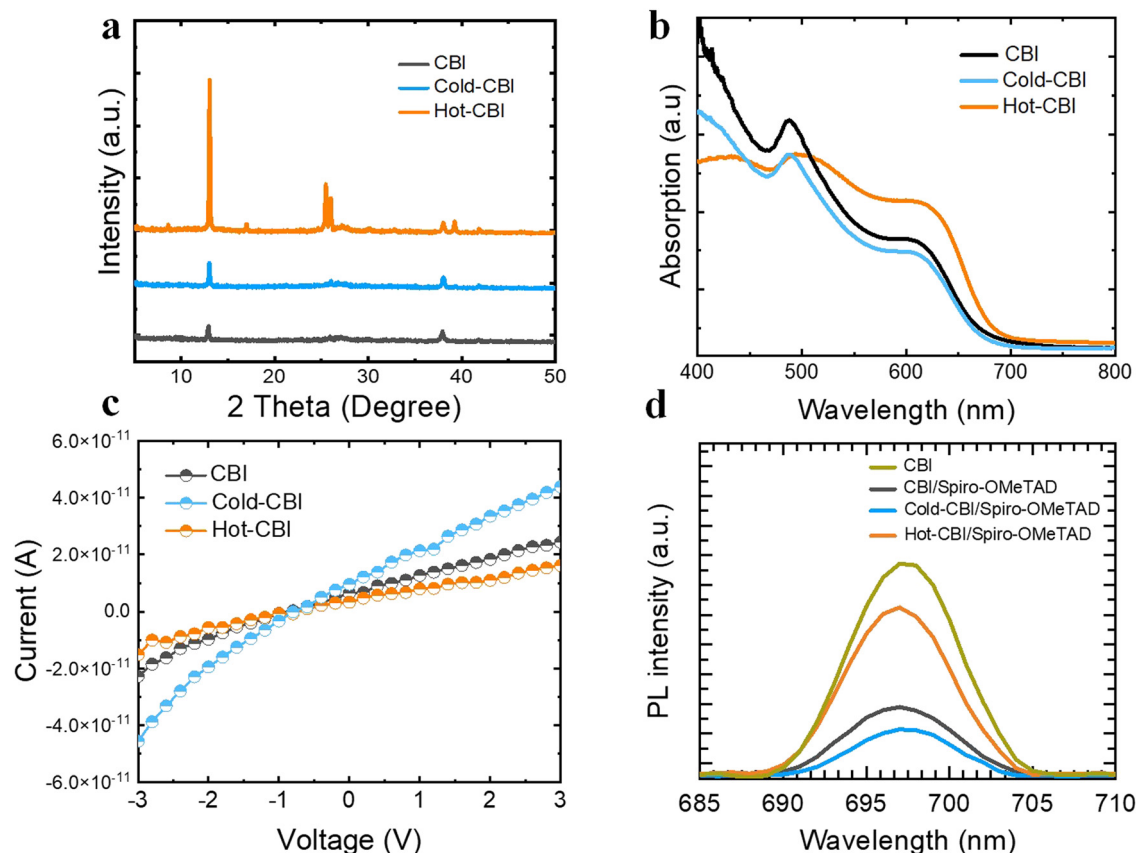 a
CBI
Cold-CBI
Hot-CBI
Intensity (a.u.)
10
20
30
40
50
2 Theta (Degree)
b
CBI
Cold-CBI
Hot-CBI
Absorption (a.u)
400
500
600
700
800
Wavelength (nm)
c
6.0×10-11
4.0×10-11
2.0×10-11
0.0
-2.0×10-11
-4.0×10-11
-6.0×10-11
CBI
Cold-CBI
Hot-CBI
Current (A)
-3
-2
-1
0
1
2
3
Voltage (V)
d
CBI
CBI/Spiro-OMeTAD
Cold-CBI/Spiro-OMeTAD
Hot-CBI/Spiro-OMeTAD
PL intensity (a.u.)
685
690
695
700
705
710
Wavelength (nm)